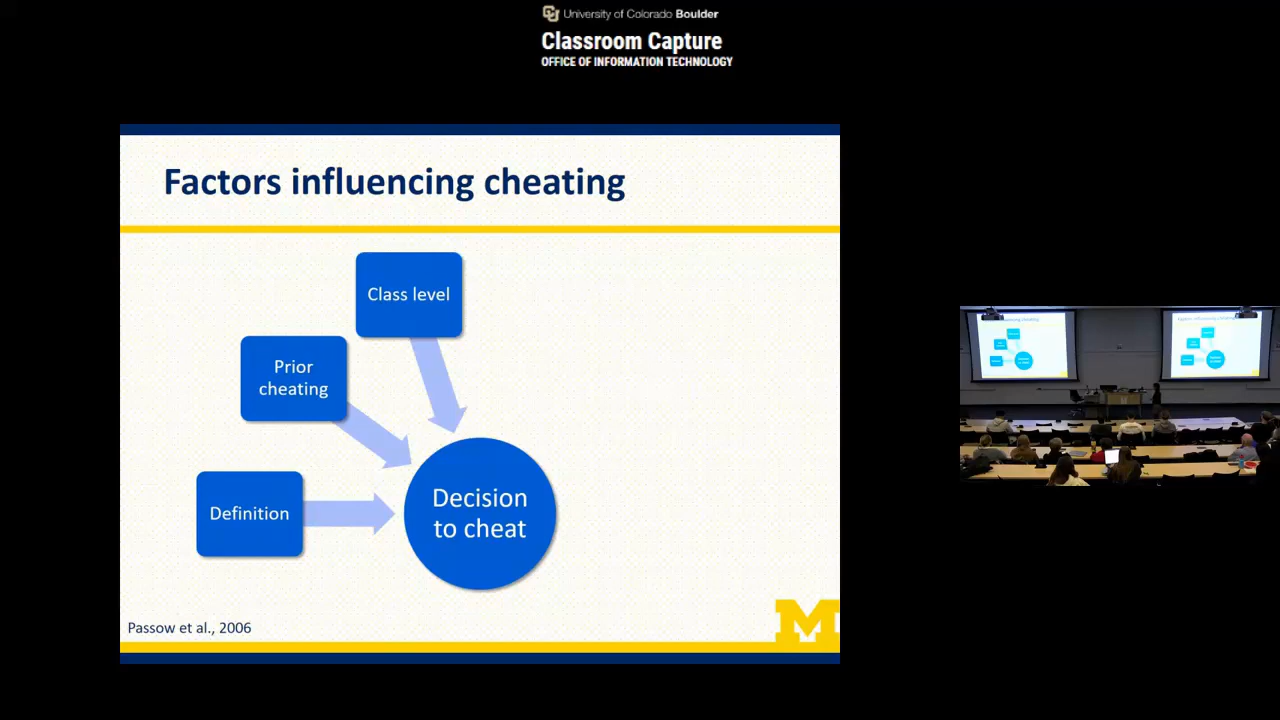 University of Colorado Boulder
Classroom Capture
OFFICE OF INFORMATION TECHNOLOGY
Factors influencing cheating
Class level
Prior
cheating
Definition
Decision
to cheat
Passow et al., 2006
M